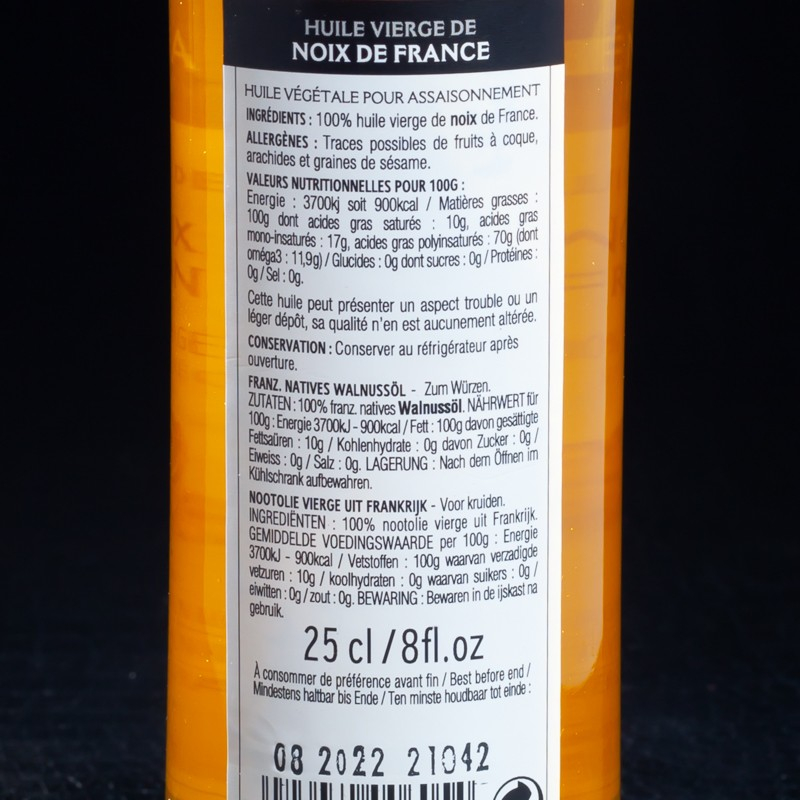 HUILE VIERGE DE
NOIX DE FRANCE
HUILE VÉGÉTALE POUR ASSAISONNEMENT
INGRÉDIENTS : 100% huile vierge de noix de France.
ALLERGÈNES : Traces possibles de fruits à coque,
arachides et graines de sésame.
VALEURS NUTRITIONNELLES POUR 100G :
Energie : 3700kj soit 900kcal / Matières grasses :
100g dont acides gras saturés : 10g, acides gras
mono-insaturés : 17g, acides gras polyinsaturés : 70g (dont
oméga3 : 11,9g) / Glucides : 0g dont sucres : 0g / Protéines :
0g / Sel : 0g.
Cette huile peut présenter un aspect trouble ou un
léger dépôt, sa qualité n'en est aucunement altérée.
CONSERVATION : Conserver au réfrigérateur après
ouverture.
FRANZ. NATIVES WALNUSSÖL - Zum Würzen.
ZUTATEN : 100% franz. natives Walnussöl. NÄHRWERT für
100g : Energie 3700kJ - 900kcal / Fett : 100g davon gesättigte
Fettsaüren : 10g / Kohlenhydrate : 0g davon Zucker : 0g /
Eiweiss : 0g / Salz : 0g. LAGERUNG : Nach dem Öffnen im
Kühlschrank aufbewahren.
NOOTOLIE VIERGE UIT FRANKRIJK - Voor kruiden.
INGREDIËNTEN : 100% nootolie vierge uit Frankrijk.
GEMIDDELDE VOEDINGSWAARDE per 100g : Energie
3700kJ - 900kcal / Vetstoffen : 100g waarvan verzadigde
vetzuren : 10g / koolhydraten : 0g waarvan suikers : 0g /
eiwitten : 0g / zout : 0g. BEWARING : Bewaren in de ijskast na
gebruik.
25 cl / 8fl.oz
À consommer de préférence avant fin / Best before end /
Mindestens haltbar bis Ende / Ten minste houdbaar tot einde :
08 2022 21042